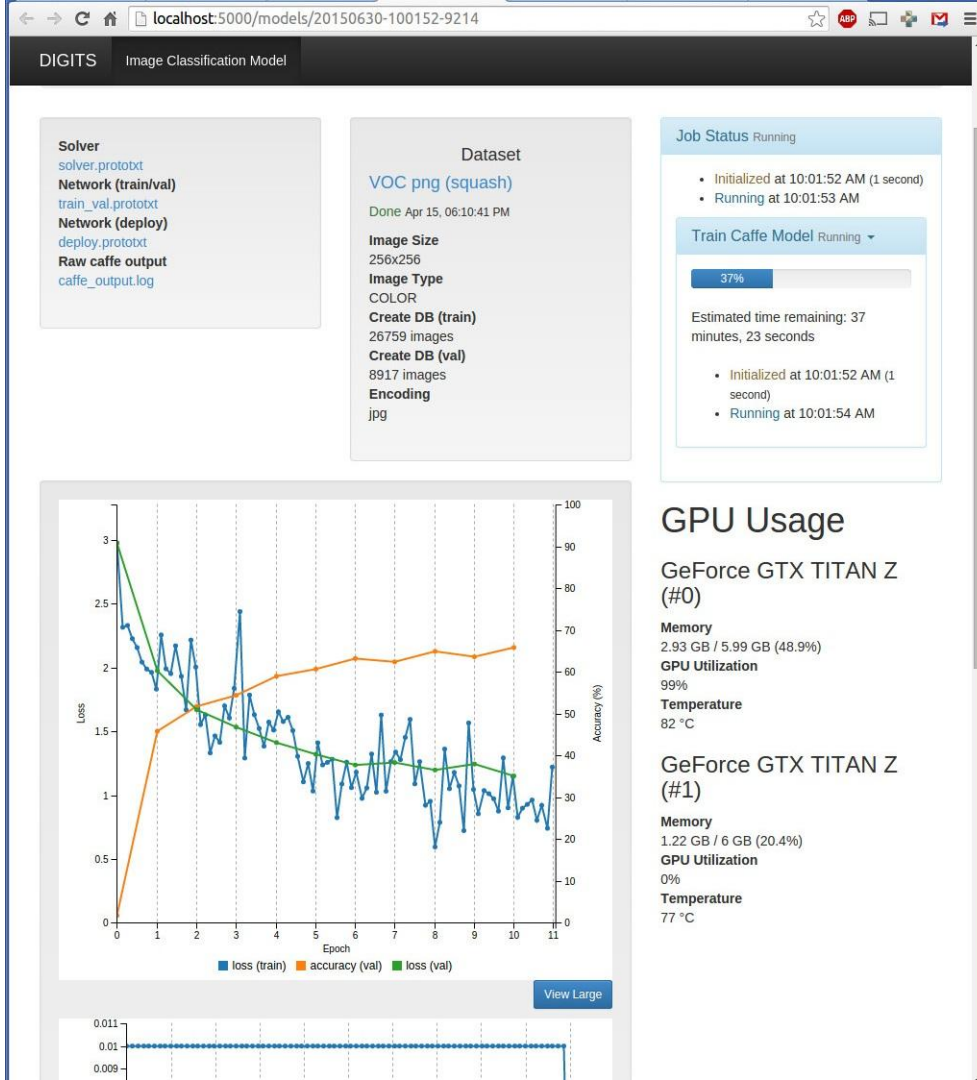 localhost:5000/models/20150630-100152-9214
ABP
DIGITS
Image Classification Model
Solver
solver.prototxt
Network (train/val)
train_val.prototxt
Network (deploy)
deploy.prototxt
Raw caffe output
caffe_output.log
Dataset
VOC png (squash)
Done Apr 15, 06:10:41 PM
Image Size
256x256
Image Type
COLOR
Create DB (train)
26759 images
Create DB (val)
8917 images
Encoding
jpg
Job Status Running
Initialized at 10:01:52 AM (1 second)
Running at 10:01:53 AM
Train Caffe Model Running
37%
Estimated time remaining: 37
minutes, 23 seconds
Initialized at 10:01:52 AM (1
second)
Running at 10:01:54 AM
3
2.5
2
1.5
1
0.5
0
Loss
100
90
80
70
60
50
40
30
20
10
0
Accuracy (%)
0 1 2 3 4 5 6 7 8 9 10 11
Epoch
loss (train) accuracy (val) loss (val)
View Large
0.011
0.01
0.009
GPU Usage
GeForce GTX TITAN Z
(#0)
Memory
2.93 GB / 5.99 GB (48.9%)
GPU Utilization
99%
Temperature
82 °C
GeForce GTX TITAN Z
(#1)
Memory
1.22 GB / 6 GB (20.4%)
GPU Utilization
0%
Temperature
77 °C